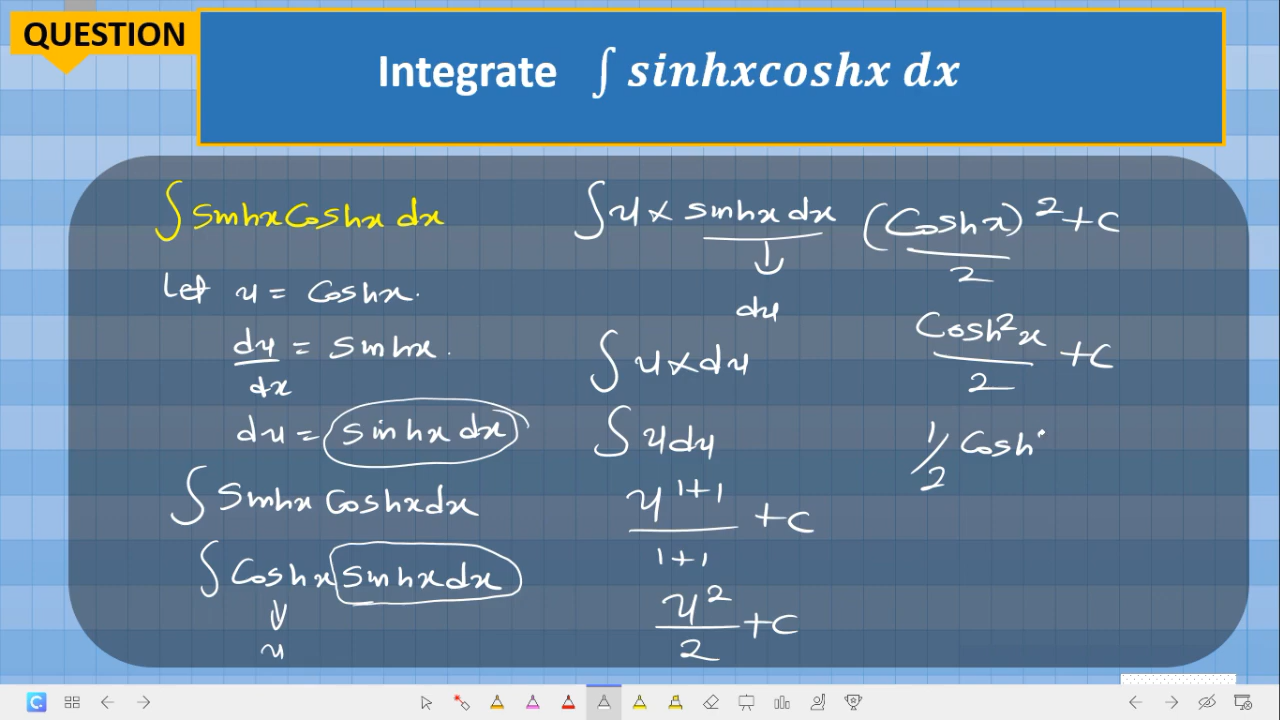 QUESTION
Integrate ∫ sinhxcoshx dx
∫ sinhx Coshx dx
Let u = Coshx.
du/dx = sinhx.
du = sinhx dx
∫ sinhx Coshx dx
∫ Coshx sinhx dx
u
∫ u × sinhx dx
du
∫ u × du
∫ u du
u^(1+1)/(1+1) + C
u²/2 + C
(Coshx)²/2 + C
Cosh²x/2 + C
1/2 Cosh
C